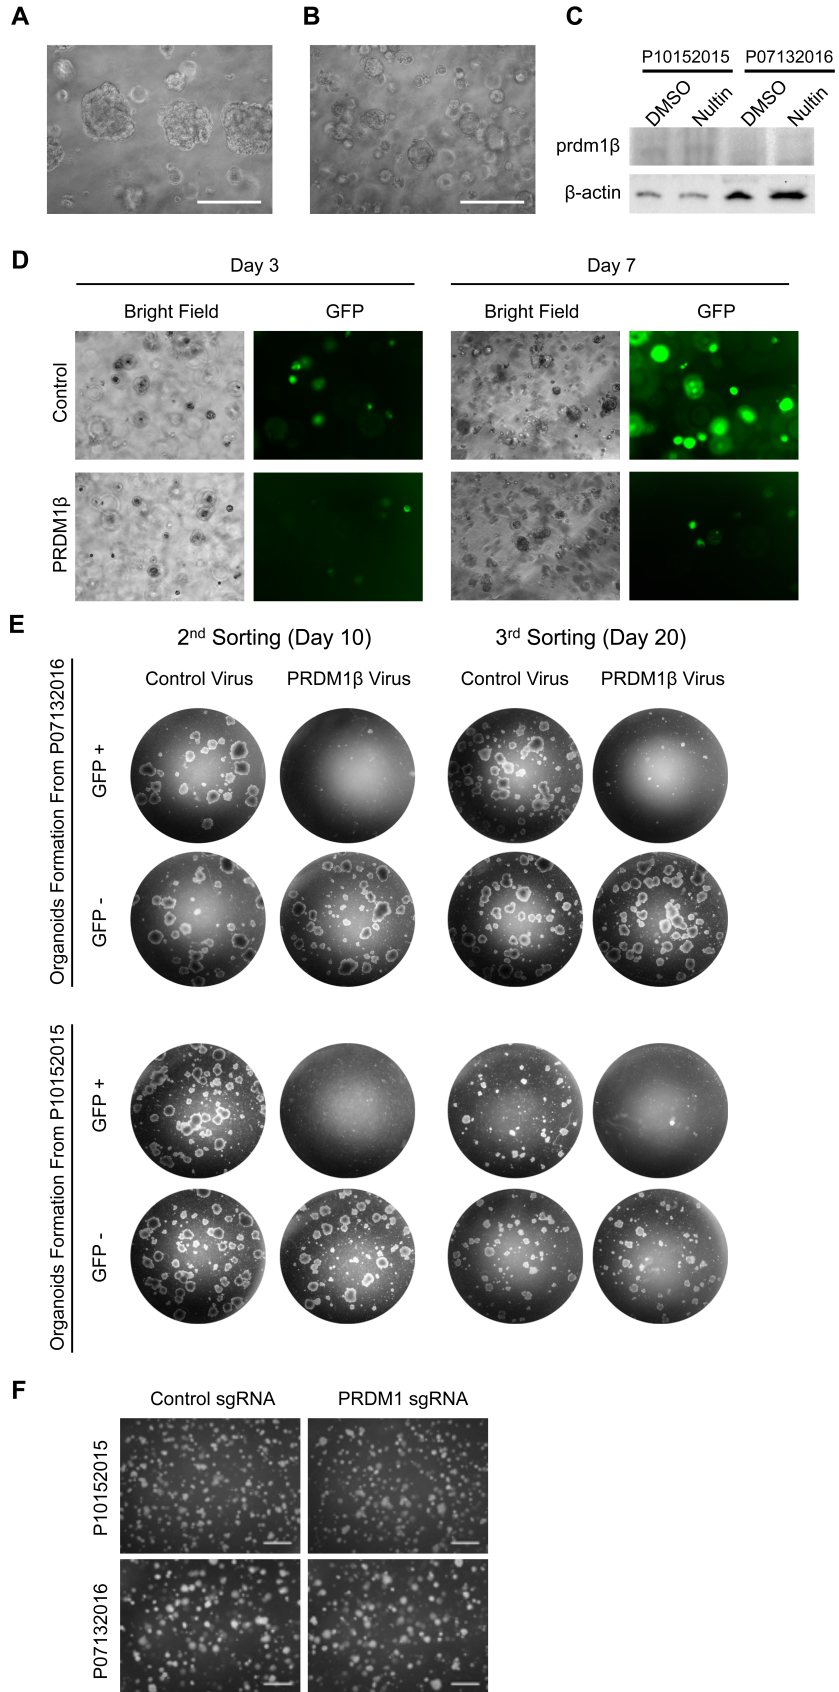 A
B
C
P10152015 P07132016
DMSO Nultin DMSO Nultin
prdm1β
β-actin
D
Day 3 Day 7
Bright Field GFP Bright Field GFP
Control
PRDM1β
E
2nd Sorting (Day 10) 3rd Sorting (Day 20)
Control Virus PRDM1β Virus Control Virus PRDM1β Virus
Organoids Formation From P07132016
GFP +
GFP -
Organoids Formation From P10152015
GFP +
GFP -
F
Control sgRNA PRDM1 sgRNA
P10152015
P07132016